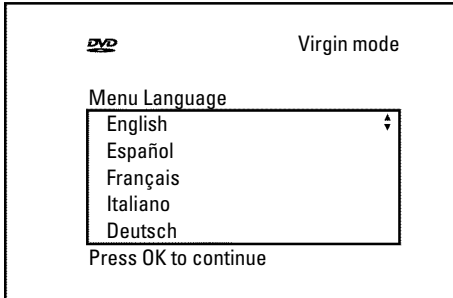 DVD
Virgin mode
Menu Language
English
Español
Français
Italiano
Deutsch
Press OK to continue